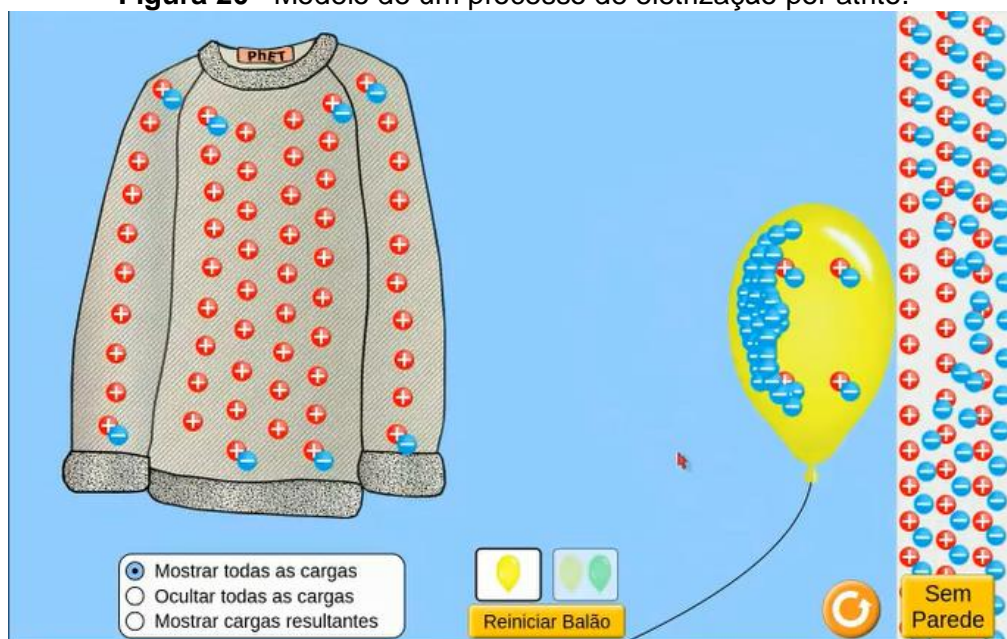 Figura 20 - Modelo de um processo de eletrização por atrito.
PhET
Mostrar todas as cargas
Ocultar todas as cargas
Mostrar cargas resultantes
Reiniciar Balão
Sem
Parede